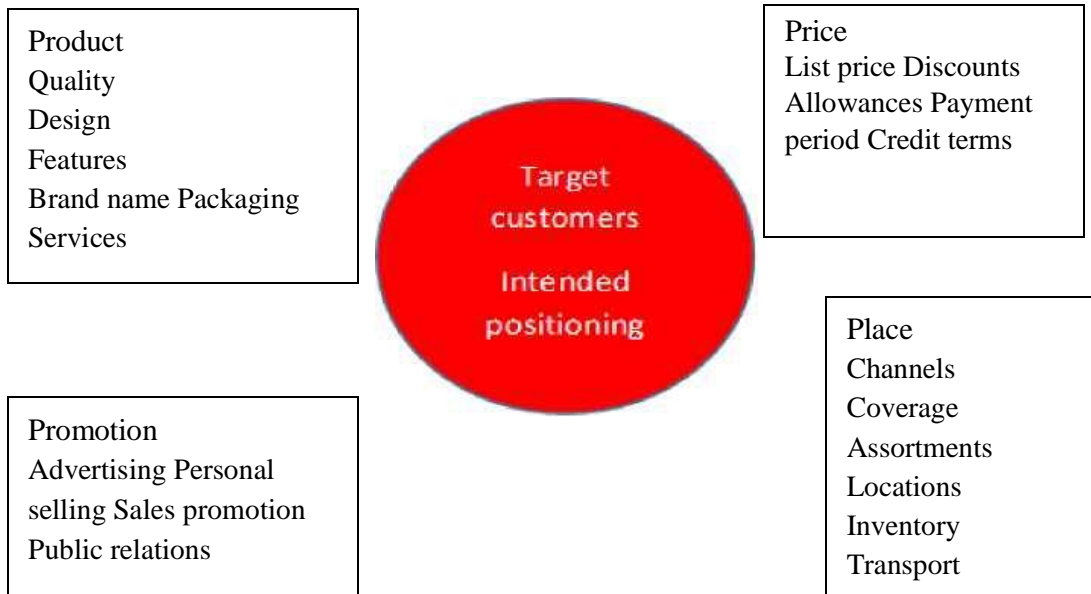 Product
Quality
Design
Features
Brand name Packaging
Services
Price
List price Discounts
Allowances Payment
period Credit terms
Target
customers
Intended
positioning
Promotion
Advertising Personal
selling Sales promotion
Public relations
Place
Channels
Coverage
Assortments
Locations
Inventory
Transport